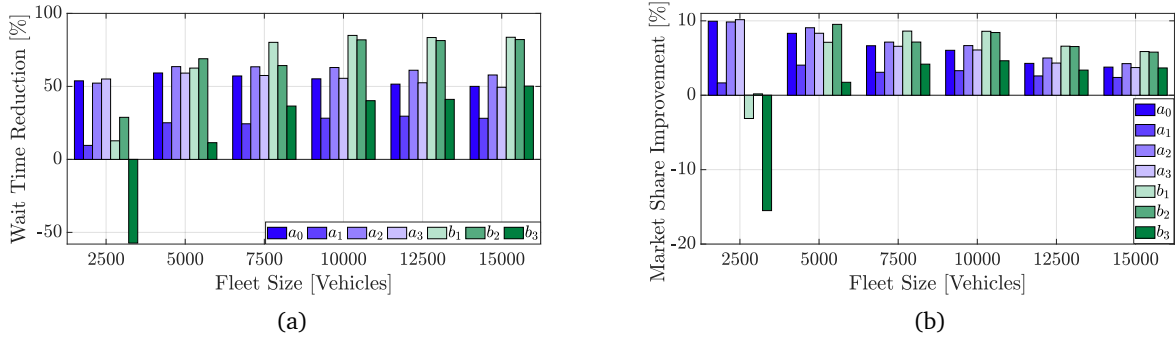 Wait Time Reduction [%]
100
50
0
-50
a₀ a₁ a₂ a₃ b₁ b₂ b₃
2500 5000 7500 10000 12500 15000
Fleet Size [Vehicles]
(a)
Market Share Improvement [%]
10
0
-10
-20
a₀
a₁
a₂
a₃
b₁
b₂
b₃
2500 5000 7500 10000 12500 15000
Fleet Size [Vehicles]
(b)